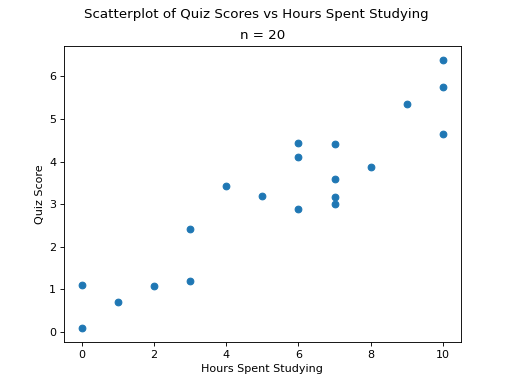 Scatterplot of Quiz Scores vs Hours Spent Studying
n = 20
6
5
4
3
2
1
0
Quiz Score
0 2 4 6 8 10
Hours Spent Studying